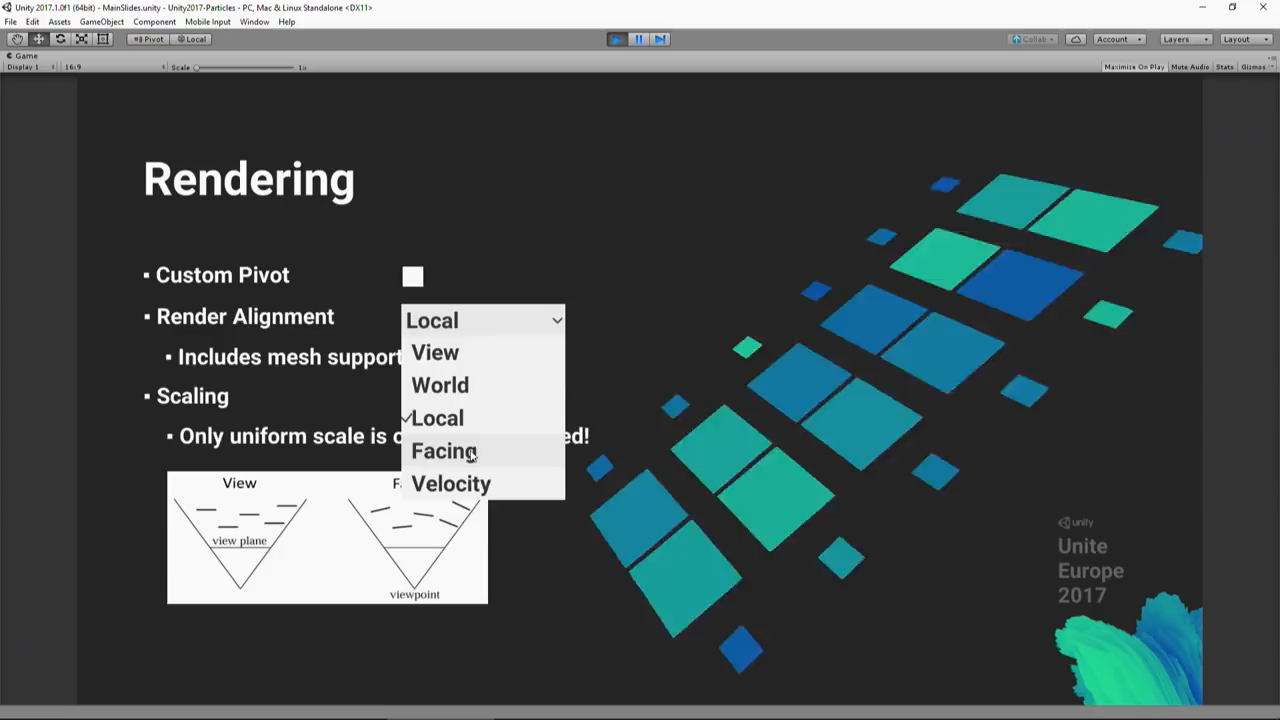 Unity 2017.1.0f1 (64bit) - MainSlides.unity - Unity2017-Particles - PC, Mac & Linux Standalone <DX11>
File Edit Assets GameObject Component Mobile Input Window Help
Pivot Local Collab Account Layers Layout
Game
Display 1 16:9 Scale 1x Maximize On Play Mute Audio Stats Gizmos
Rendering
▪ Custom Pivot
▪ Render Alignment Local
View
▪ Includes mesh support
World
▪ Scaling
Local
▪ Only uniform scale is ed!
Facing
Velocity
View
view plane
viewpoint
unity
Unite
Europe
2017